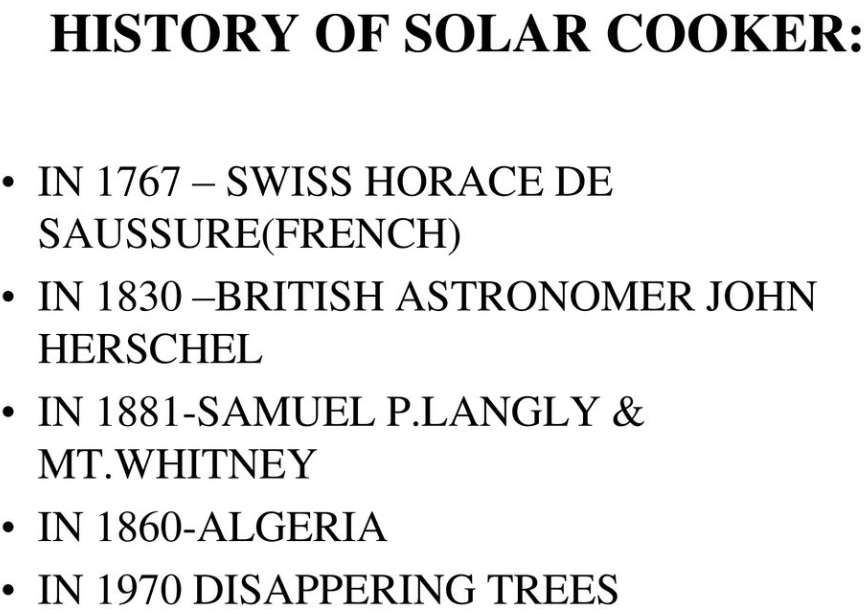 HISTORY OF SOLAR COOKER:
• IN 1767 – SWISS HORACE DE
SAUSSURE(FRENCH)
• IN 1830 –BRITISH ASTRONOMER JOHN
HERSCHEL
• IN 1881-SAMUEL P.LANGLY &
MT.WHITNEY
• IN 1860-ALGERIA
• IN 1970 DISAPPERING TREES